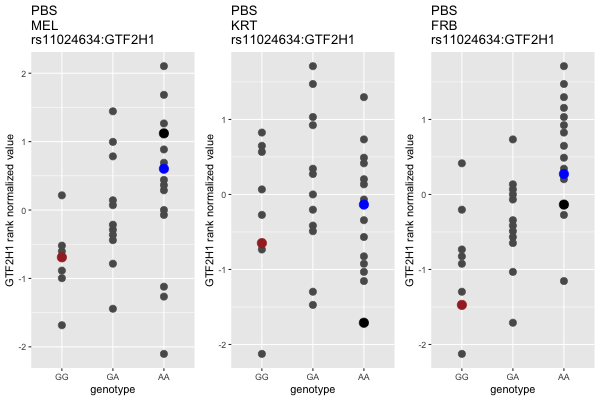 PBS
MEL
rs11024634:GTF2H1
PBS
KRT
rs11024634:GTF2H1
PBS
FRB
rs11024634:GTF2H1
GTF2H1 rank normalized value
2
1
0
-1
-2
GG GA AA
genotype
GTF2H1 rank normalized value
1
0
-1
-2
GG GA AA
genotype
GTF2H1 rank normalized value
1
0
-1
-2
GG GA AA
genotype